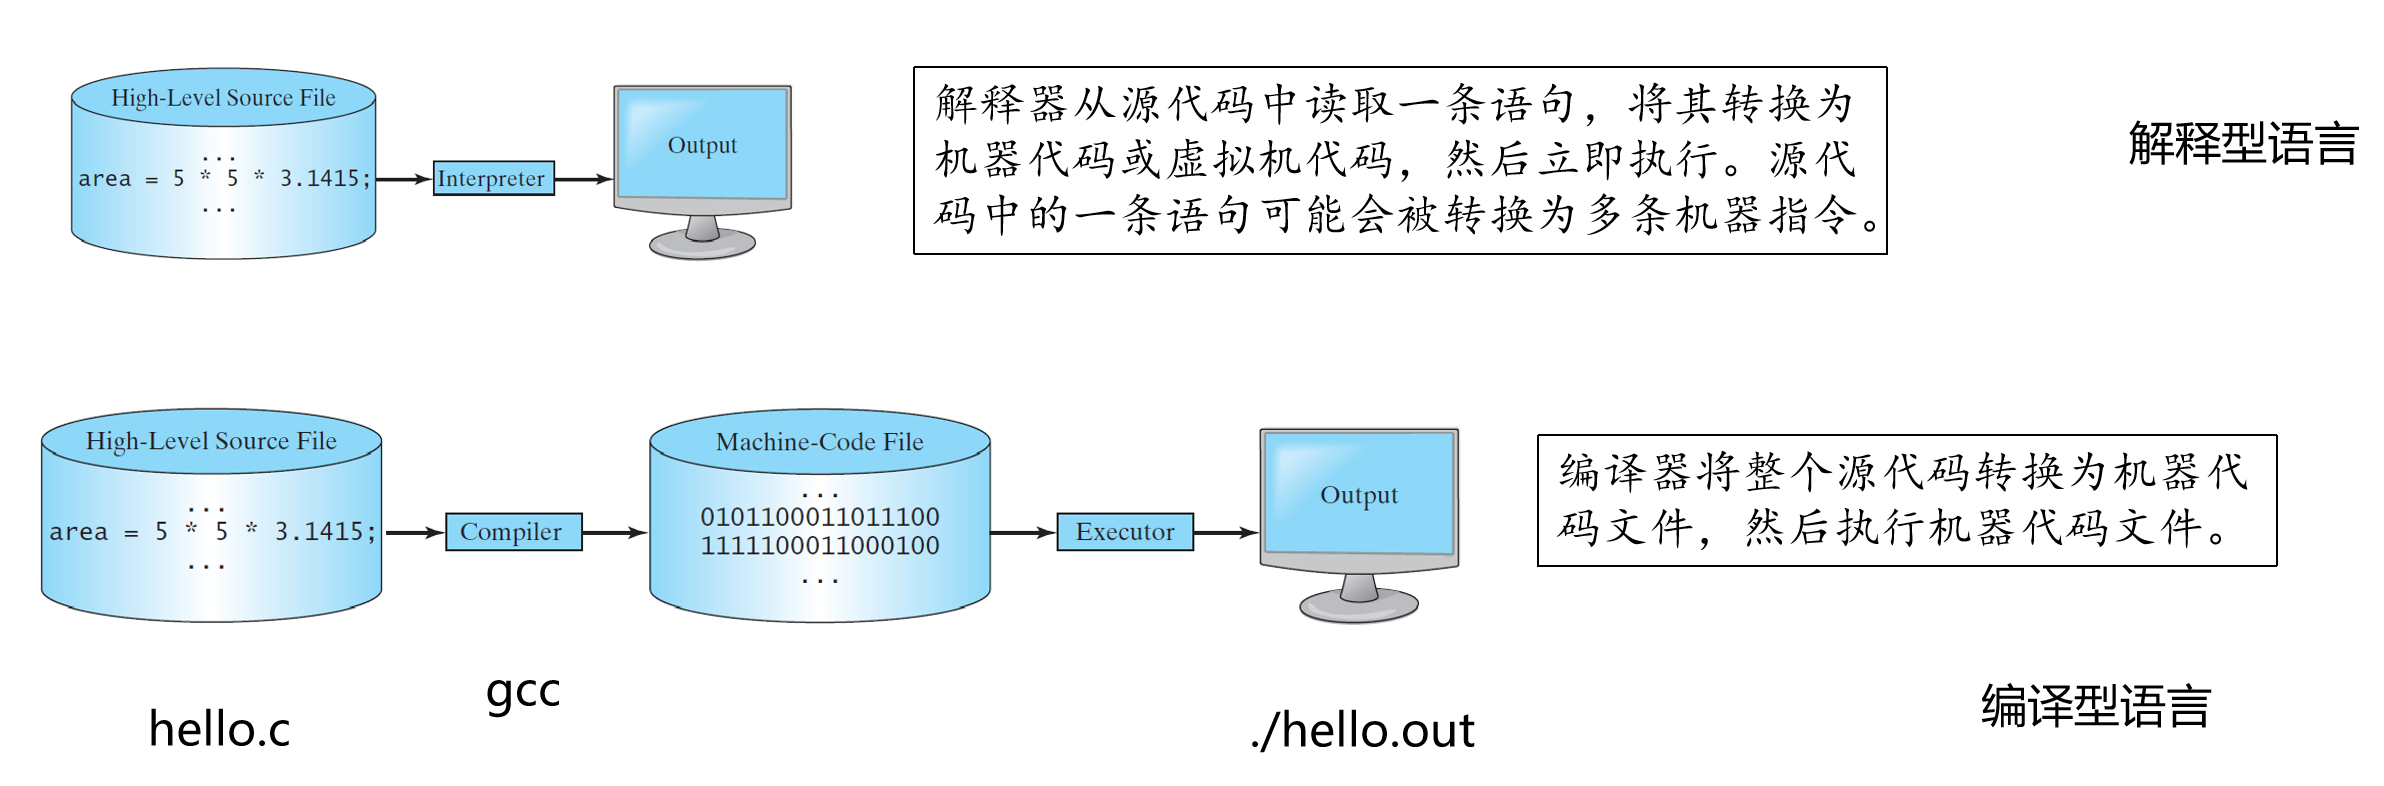 High-Level Source File
...
area = 5 * 5 * 3.1415;
...
Interpreter
Output
解释器从源代码中读取一条语句，将其转换为
机器代码或虚拟机代码，然后立即执行。源代
码中的一条语句可能会被转换为多条机器指令。
解释型语言
High-Level Source File
...
area = 5 * 5 * 3.1415;
...
Compiler
Machine-Code File
...
0101100011011100
1111100011000100
...
Executor
Output
编译器将整个源代码转换为机器代
码文件，然后执行机器代码文件。
hello.c
gcc
./hello.out
编译型语言